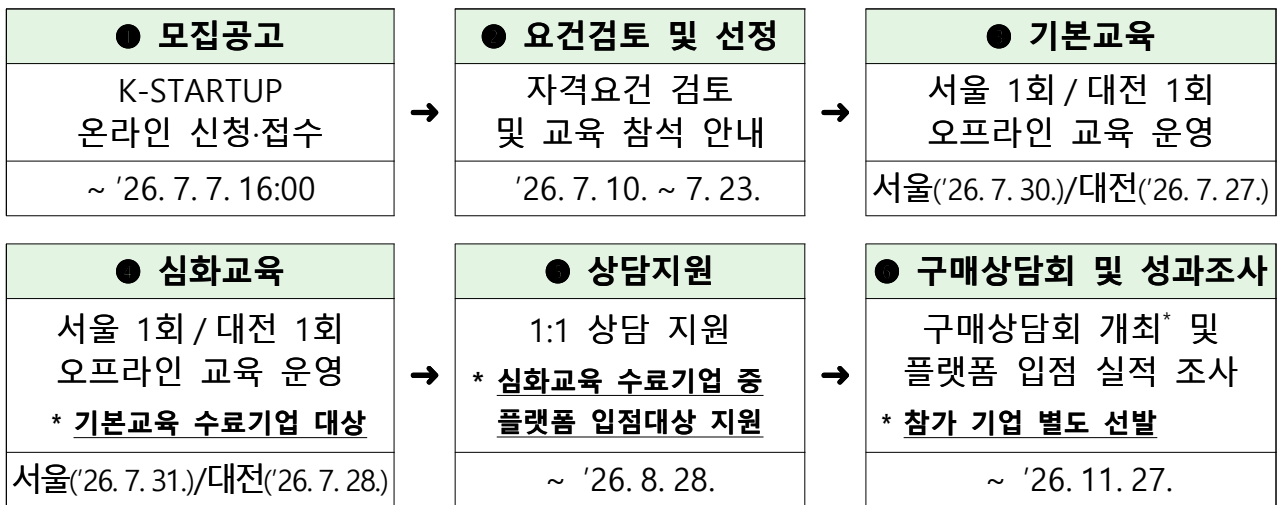 ❶ 모집공고
K-STARTUP
온라인 신청·접수
~ '26. 7. 7. 16:00
➜
❷ 요건검토 및 선정
자격요건 검토
및 교육 참석 안내
'26. 7. 10. ~ 7. 23.
➜
❸ 기본교육
서울 1회 / 대전 1회
오프라인 교육 운영
서울('26. 7. 30.)/대전('26. 7. 27.)
❹ 심화교육
서울 1회 / 대전 1회
오프라인 교육 운영
* 기본교육 수료기업 대상
서울('26. 7. 31.)/대전('26. 7. 28.)
➜
❺ 상담지원
1:1 상담 지원
* 심화교육 수료기업 중
플랫폼 입점대상 지원
~ '26. 8. 28.
➜
❻ 구매상담회 및 성과조사
구매상담회 개최* 및
플랫폼 입점 실적 조사
* 참가 기업 별도 선발
~ '26. 11. 27.